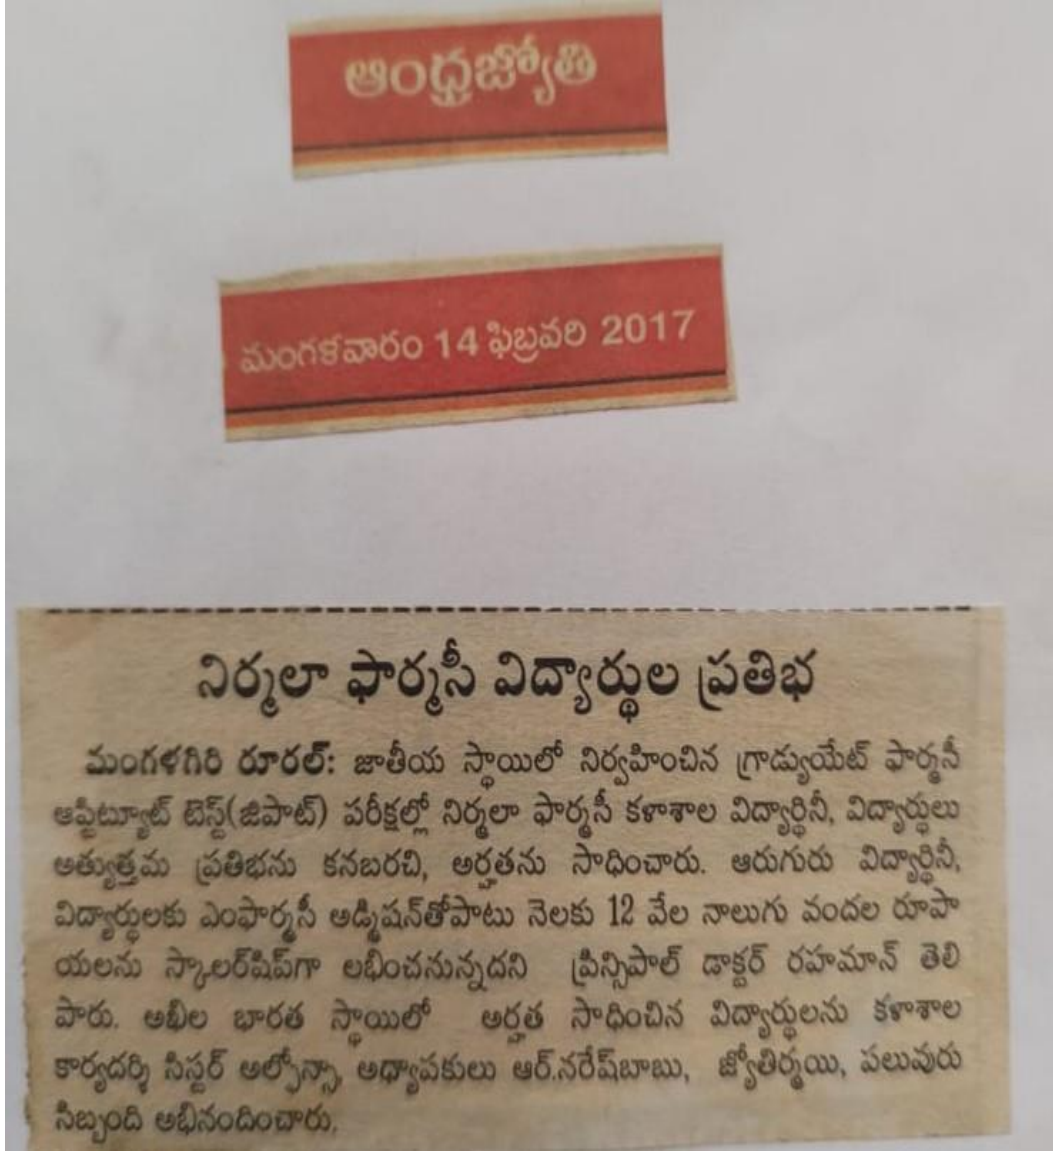 ఆంధ్రజ్యోతి
మంగళవారం 14 ఫిబ్రవరి 2017
నిర్మలా ఫార్మసీ విద్యార్థుల ప్రతిభ
మంగళగిరి రూరల్: జాతీయ స్థాయిలో నిర్వహించిన గ్రాడ్యుయేట్ ఫార్మసీ
ఆప్టిట్యూట్ టెస్ట్(జిపాట్) పరీక్షల్లో నిర్మలా ఫార్మసీ కళాశాల విద్యార్థినీ, విద్యార్థులు
అత్యుత్తమ ప్రతిభను కనబరచి, అర్హతను సాధించారు. ఆరుగురు విద్యార్థినీ,
విద్యార్థులకు ఎంఫార్మసీ అడ్మిషన్‌తోపాటు నెలకు 12 వేల నాలుగు వందల రూపా
యలను స్కాలర్‌షిప్‌గా లభించనున్నదని ప్రిన్సిపాల్ డాక్టర్ రహమాన్ తెలి
పారు. అఖిల భారత స్థాయిలో అర్హత సాధించిన విద్యార్థులను కళాశాల
కార్యదర్శి సిస్టర్ అల్ఫోన్సా, అధ్యాపకులు ఆర్.నరేష్‌బాబు, జ్యోతిర్మయి, పలువురు
సిబ్బంది అభినందించారు.